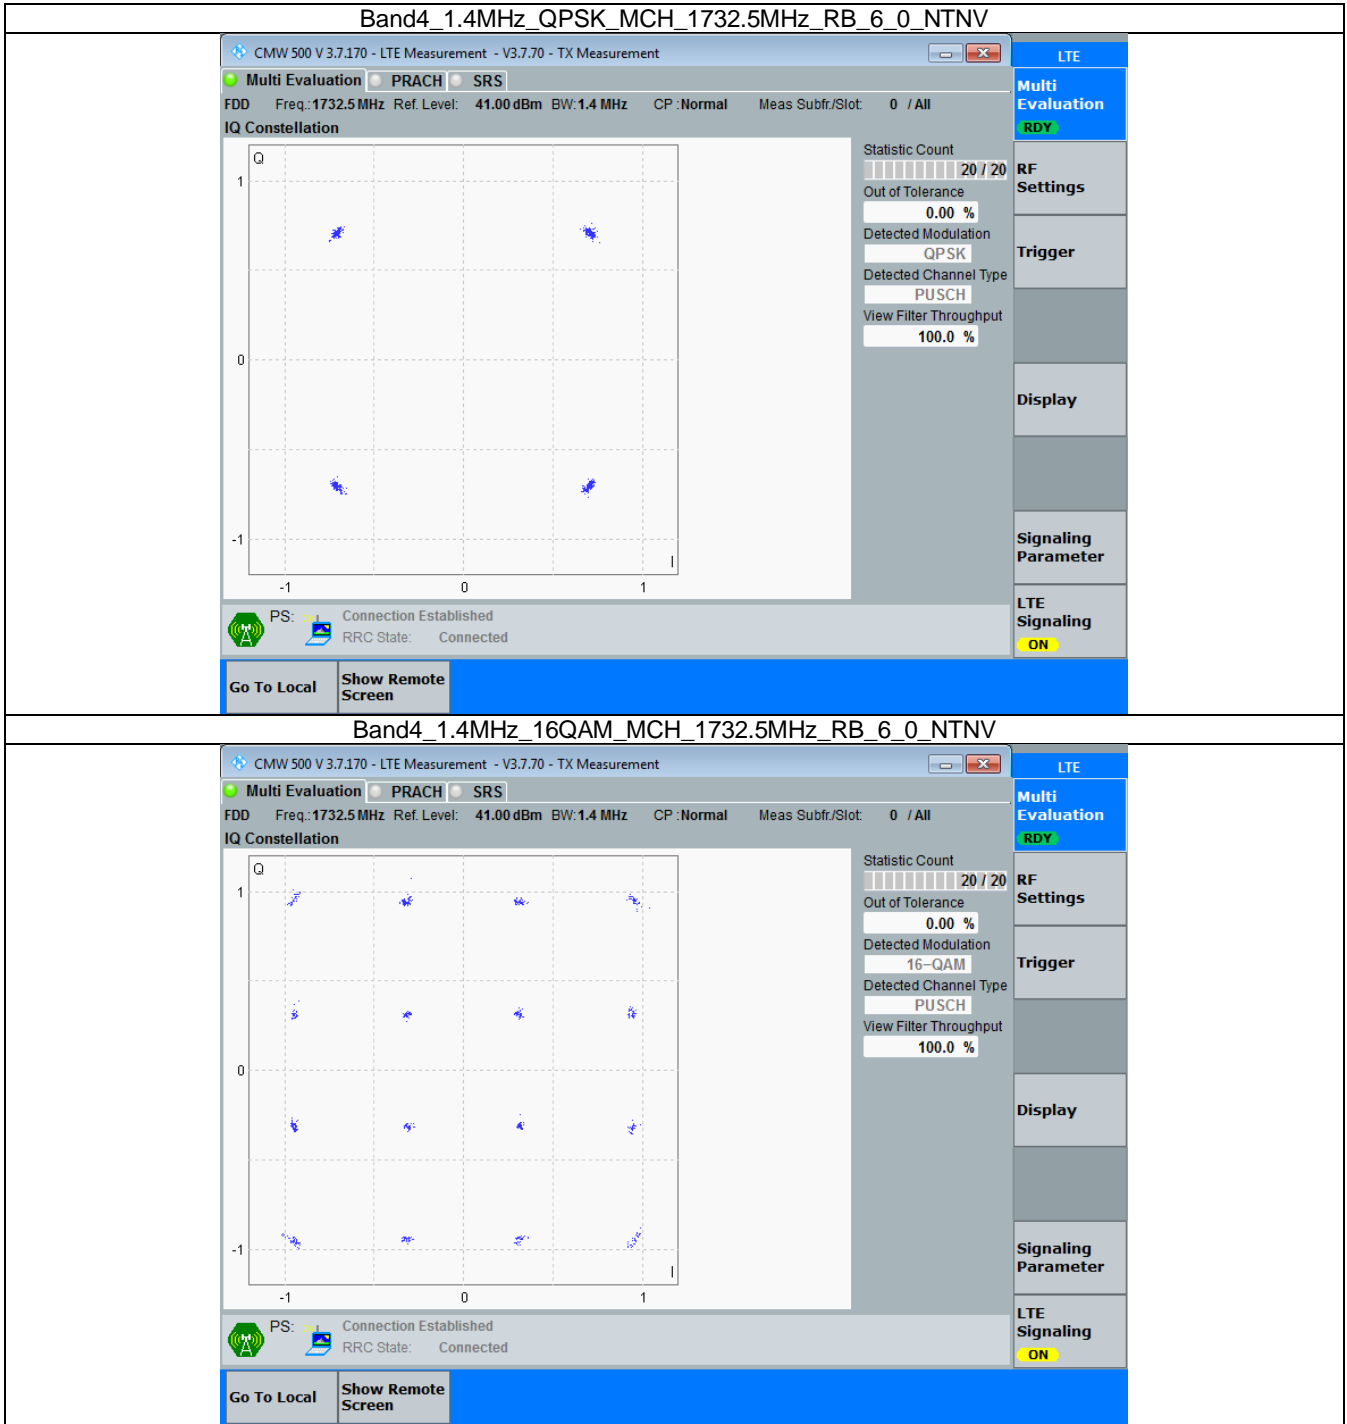 Band4_1.4MHz_QPSK_MCH_1732.5MHz_RB_6_0_NTNV
CMW 500 V 3.7.170 - LTE Measurement - V3.7.70 - TX Measurement
LTE
Multi Evaluation PRACH SRS
FDD Freq.: 1732.5 MHz Ref. Level: 41.00 dBm BW: 1.4 MHz CP : Normal Meas Subfr./Slot: 0 / All
IQ Constellation
Q
1
0
-1
I
-1 0 1
Statistic Count
20 / 20
Out of Tolerance
0.00 %
Detected Modulation
QPSK
Detected Channel Type
PUSCH
View Filter Throughput
100.0 %
Multi
Evaluation
RDY
RF
Settings
Trigger
Display
Signaling
Parameter
LTE
Signaling
ON
PS: Connection Established
RRC State: Connected
Go To Local
Show Remote
Screen
Band4_1.4MHz_16QAM_MCH_1732.5MHz_RB_6_0_NTNV
CMW 500 V 3.7.170 - LTE Measurement - V3.7.70 - TX Measurement
LTE
Multi Evaluation PRACH SRS
FDD Freq.: 1732.5 MHz Ref. Level: 41.00 dBm BW: 1.4 MHz CP : Normal Meas Subfr./Slot: 0 / All
IQ Constellation
Q
1
0
-1
I
-1 0 1
Statistic Count
20 / 20
Out of Tolerance
0.00 %
Detected Modulation
16-QAM
Detected Channel Type
PUSCH
View Filter Throughput
100.0 %
Multi
Evaluation
RDY
RF
Settings
Trigger
Display
Signaling
Parameter
LTE
Signaling
ON
PS: Connection Established
RRC State: Connected
Go To Local
Show Remote
Screen